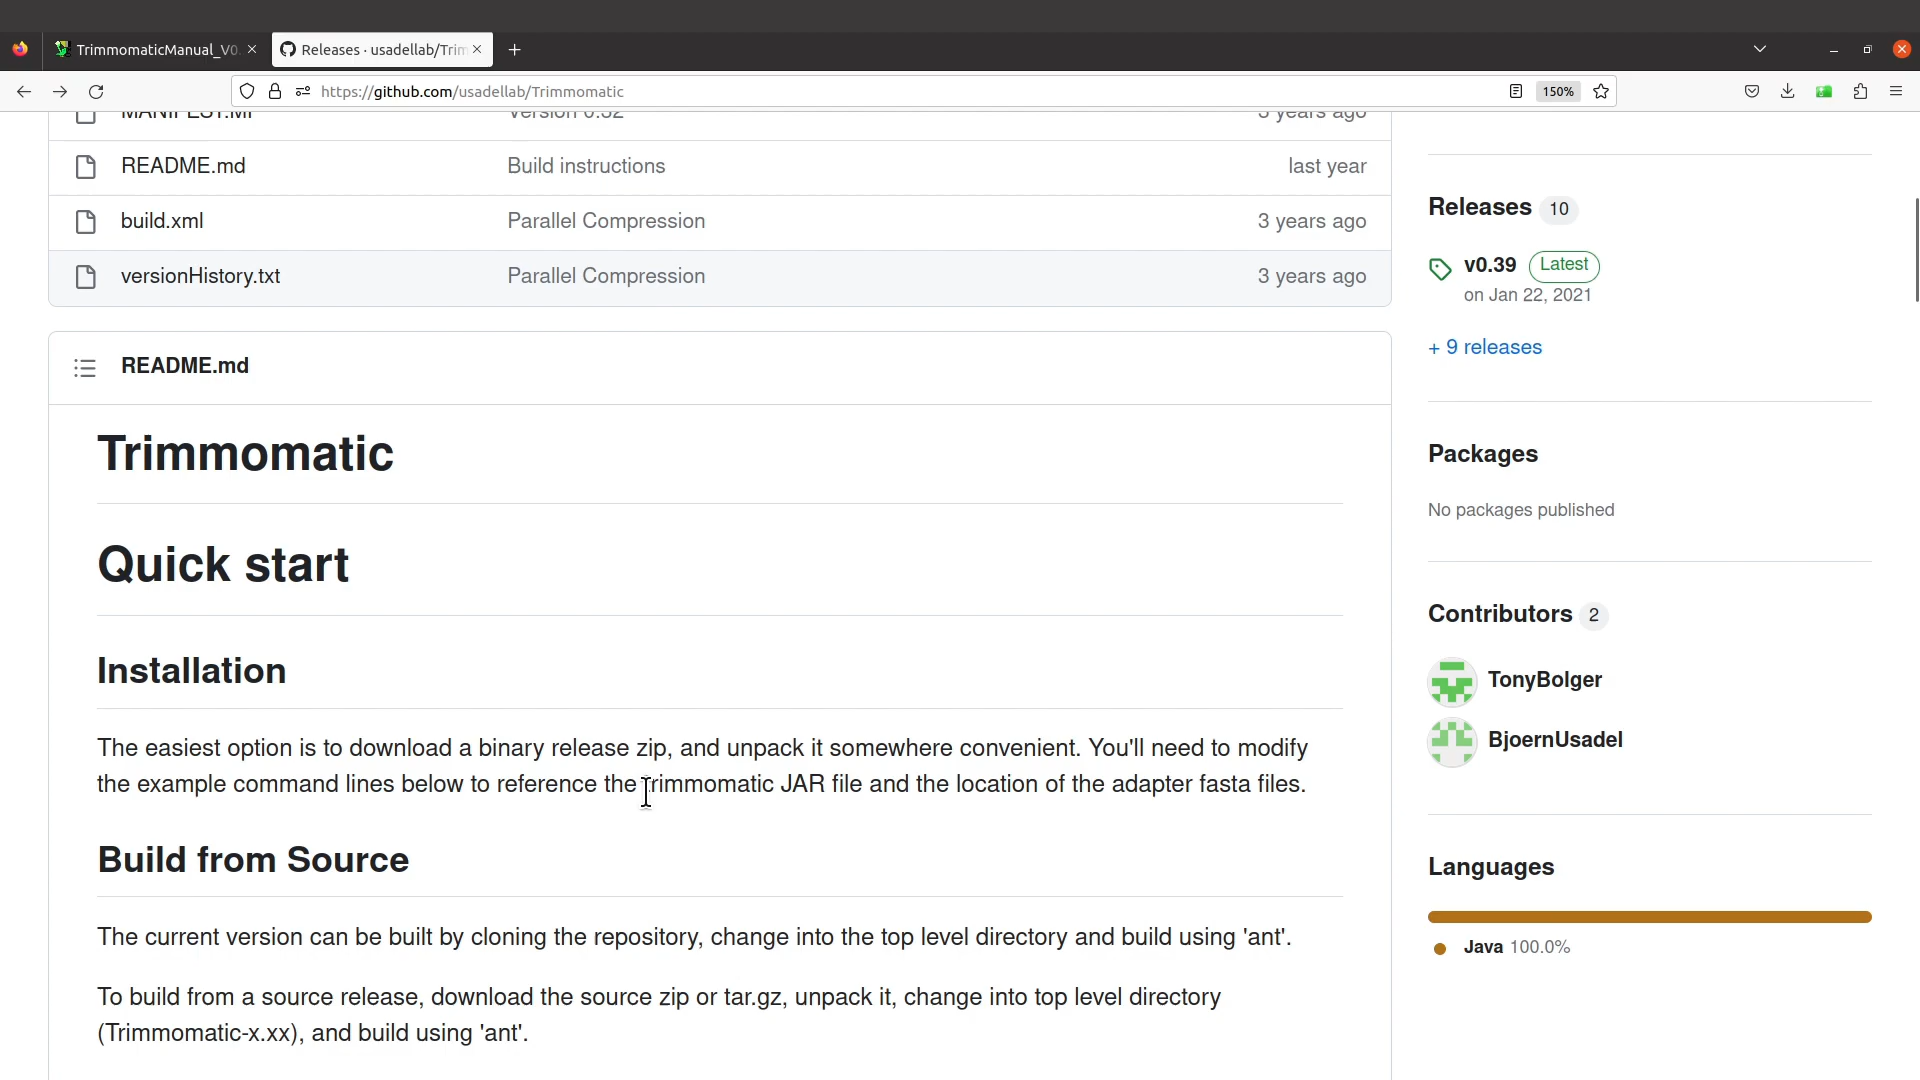 TrimmomaticManual_V0.
Releases · usadellab/Trim
https://github.com/usadellab/Trimmomatic
150%
MANIFEST.MF Version 0.32 3 years ago
README.md Build instructions last year
build.xml Parallel Compression 3 years ago
versionHistory.txt Parallel Compression 3 years ago
README.md
Trimmomatic
Quick start
Installation
The easiest option is to download a binary release zip, and unpack it somewhere convenient. You'll need to modify
the example command lines below to reference the trimmomatic JAR file and the location of the adapter fasta files.
Build from Source
The current version can be built by cloning the repository, change into the top level directory and build using 'ant'.
To build from a source release, download the source zip or tar.gz, unpack it, change into top level directory
(Trimmomatic-x.xx), and build using 'ant'.
Releases 10
v0.39 Latest
on Jan 22, 2021
+ 9 releases
Packages
No packages published
Contributors 2
TonyBolger
BjoernUsadel
Languages
Java 100.0%